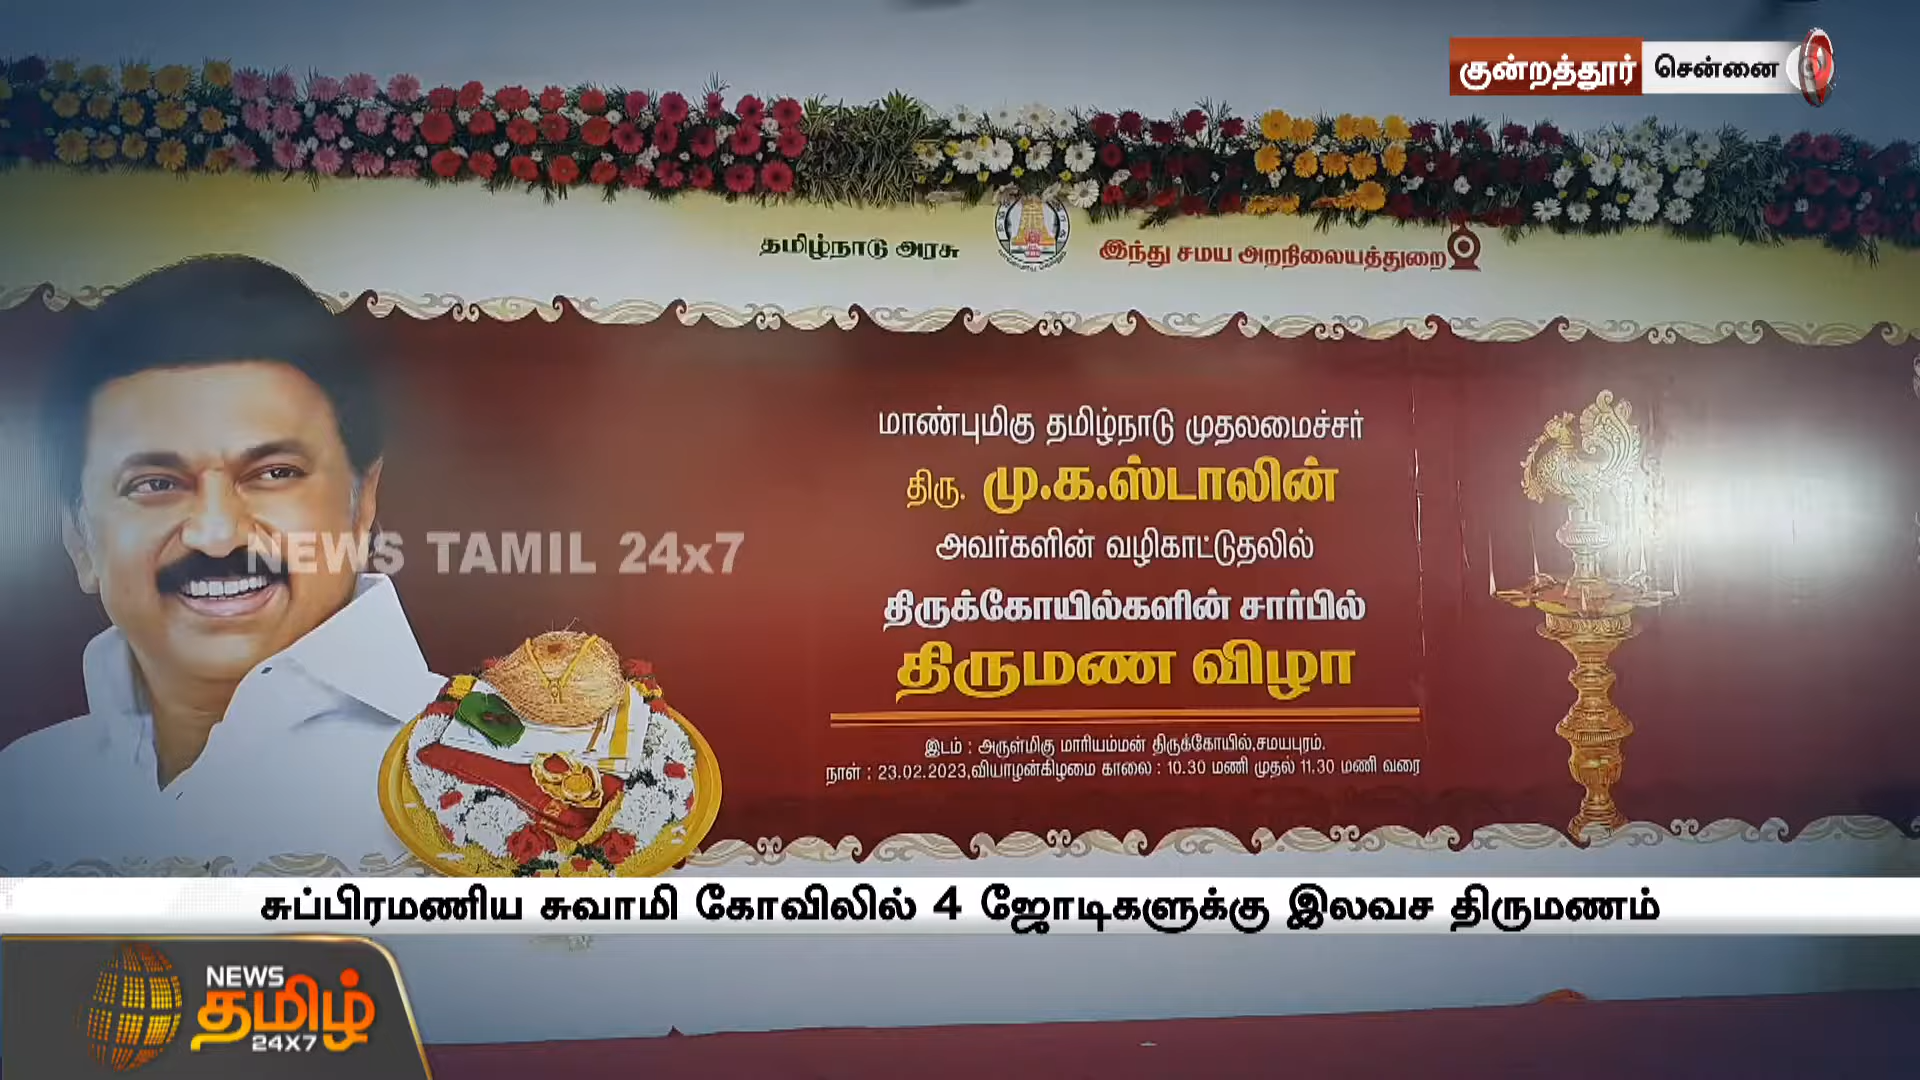 குன்றத்தூர் சென்னை
தமிழ்நாடு அரசு இந்து சமய அறநிலையத்துறை
மாண்புமிகு தமிழ்நாடு முதலமைச்சர்
திரு. மு.க.ஸ்டாலின்
அவர்களின் வழிகாட்டுதலில்
NEWS TAMIL 24x7
திருக்கோயில்களின் சார்பில்
திருமண விழா
இடம் : அருள்மிகு மாரியம்மன் திருக்கோயில்,சமயபுரம்.
நாள் : 23.02.2023,வியாழன்கிழமை காலை : 10.30 மணி முதல் 11.30 மணி வரை
சுப்பிரமணிய சுவாமி கோவிலில் 4 ஜோடிகளுக்கு இலவச திருமணம்
NEWS
தமிழ்
24X7